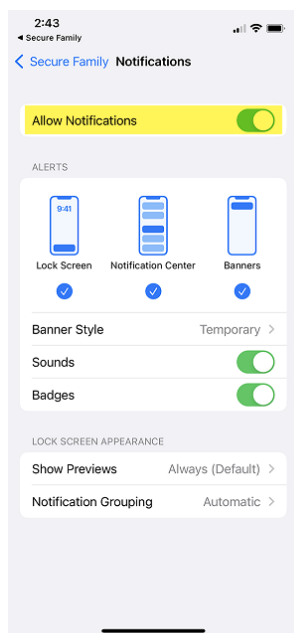 2:43
◀ Secure Family
Secure Family Notifications
Allow Notifications
ALERTS
9:41
Lock Screen Notification Center Banners
Banner Style Temporary
Sounds
Badges
LOCK SCREEN APPEARANCE
Show Previews Always (Default)
Notification Grouping Automatic